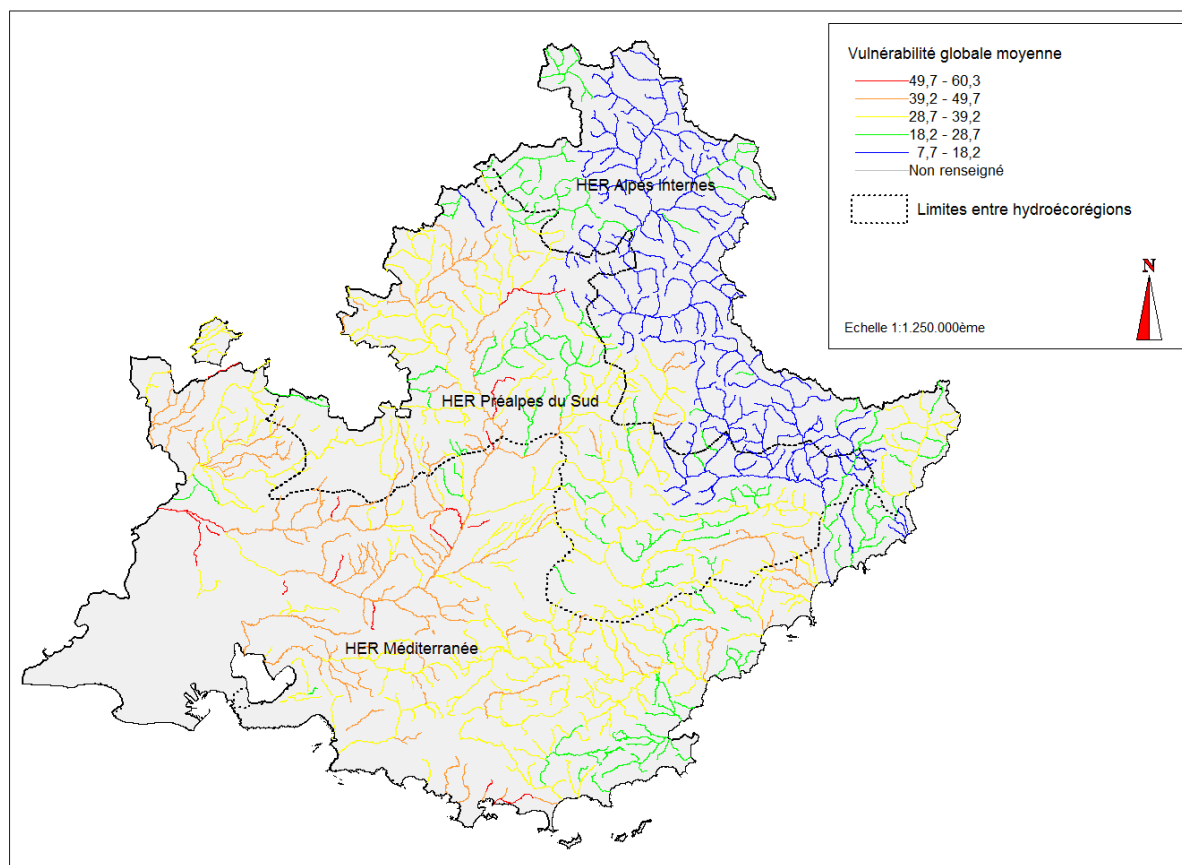 Vulnérabilité globale moyenne
49,7 - 60,3
39,2 - 49,7
28,7 - 39,2
18,2 - 28,7
7,7 - 18,2
Non renseigné
Limites entre hydroécorégions
N
Echelle 1:1.250.000ème
HER Alpes Internes
HER Préalpes du Sud
HER Méditerranée